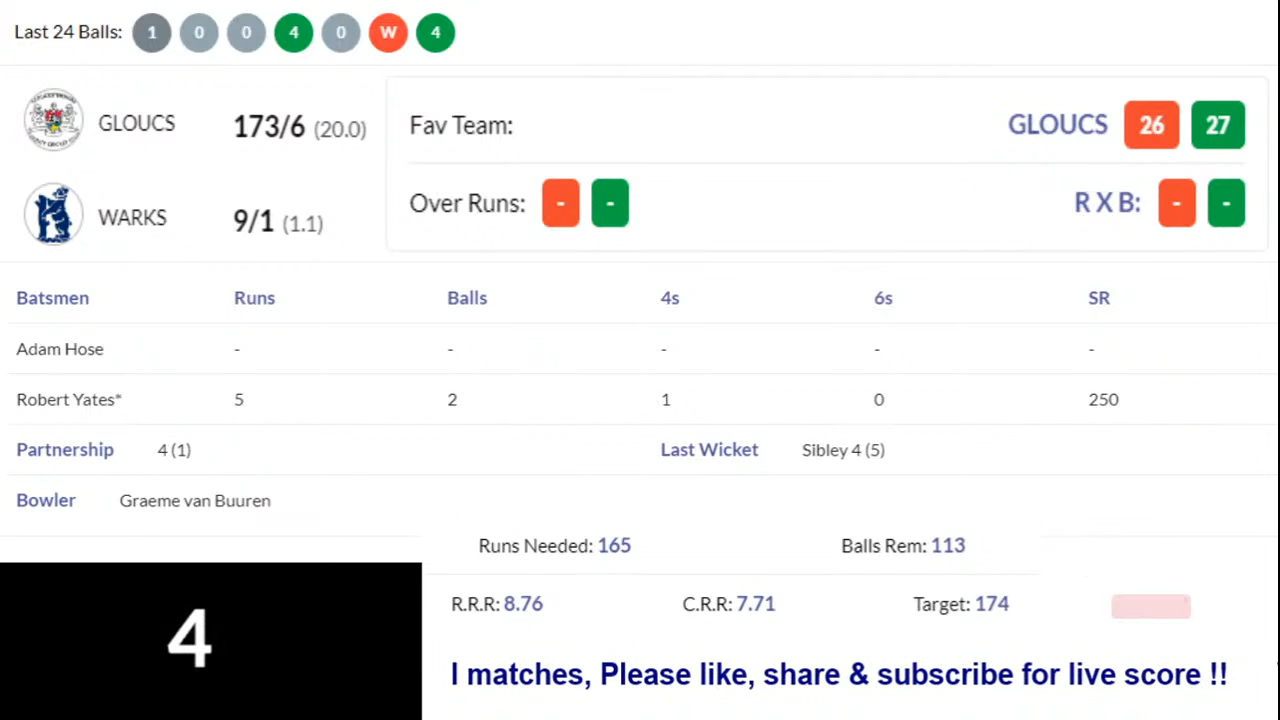 Last 24 Balls: 1 0 0 4 0 W 4
GLOUCS 173/6 (20.0)
Fav Team: GLOUCS 26 27
WARKS 9/1 (1.1)
Over Runs: - - R X B: - -
Batsmen Runs Balls 4s 6s SR
Adam Hose - - - - -
Robert Yates* 5 2 1 0 250
Partnership 4 (1) Last Wicket Sibley 4 (5)
Bowler Graeme van Buuren
Runs Needed: 165 Balls Rem: 113
R.R.R: 8.76 C.R.R: 7.71 Target: 174
4
l matches, Please like, share & subscribe for live score !!